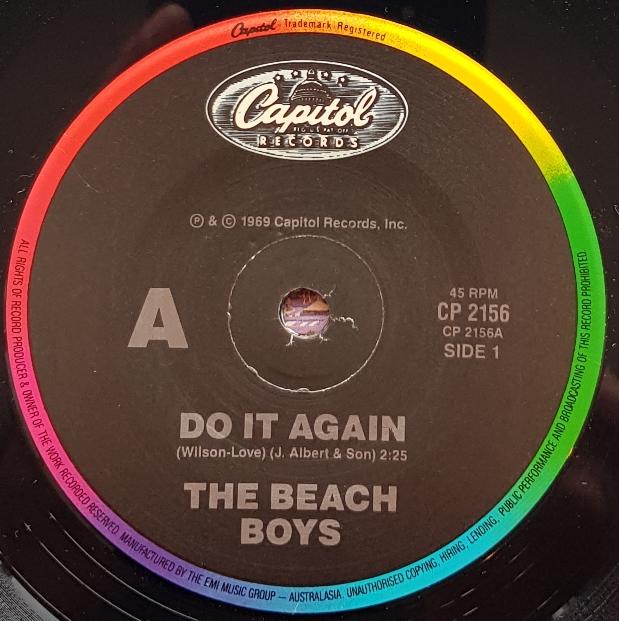 Capitol Trademark Registered
Capitol
REG. U.S. PAT. OFF.
RECORDS
℗ & © 1969 Capitol Records, Inc.
A
45 RPM
CP 2156
CP 2156A
SIDE 1
DO IT AGAIN
(Wilson-Love) (J. Albert & Son) 2:25
THE BEACH
BOYS
ALL RIGHTS OF RECORD PRODUCER & OWNER OF THE WORK RECORDED RESERVED. MANUFACTURED BY THE EMI MUSIC GROUP – AUSTRALASIA. UNAUTHORISED COPYING, HIRING, LENDING, PUBLIC PERFORMANCE AND BROADCASTING OF THIS RECORD PROHIBITED.